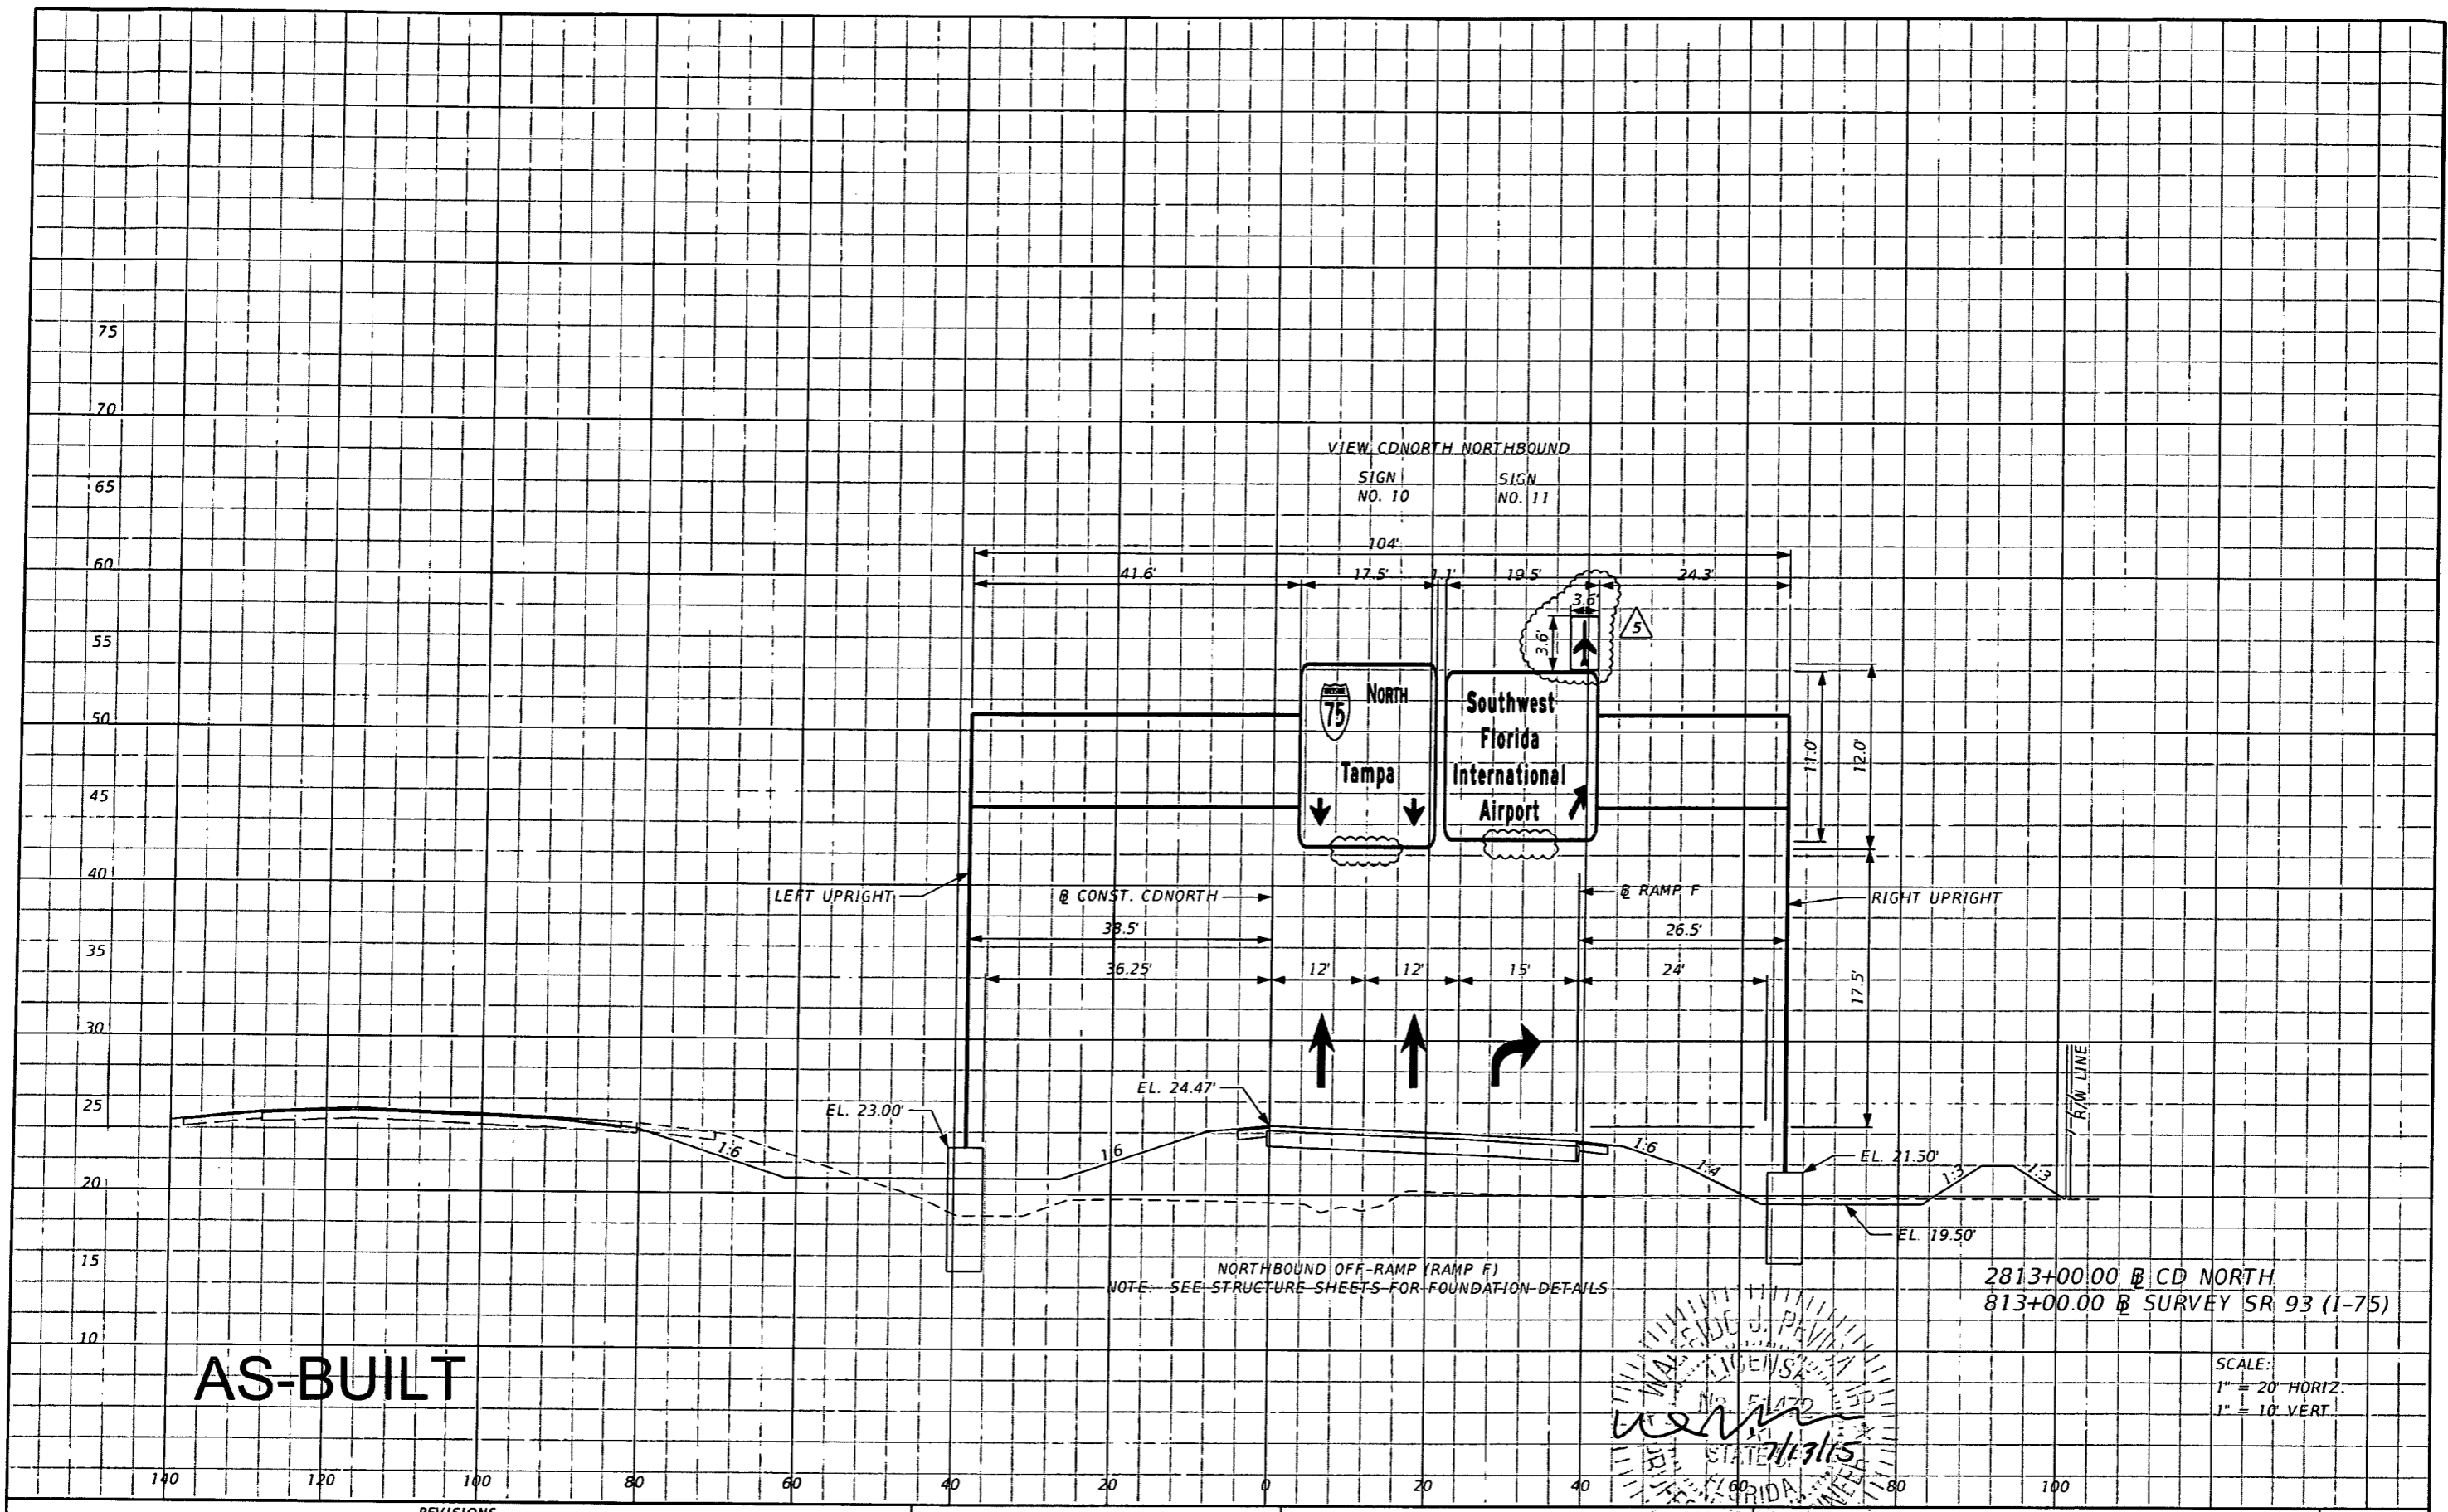 75
70
VIEW CDNORTH NORTHBOUND
SIGN NO. 10
SIGN NO. 11
65
104'
60
41.6'
17.5'
1.1'
19.5'
24.3'
3.6'
3.6'
5
55
INTERSTATE
75
NORTH
Tampa
Southwest
Florida
International
Airport
11.0'
12.0'
50
45
40
LEFT UPRIGHT
B CONST. CDNORTH
B RAMP F
RIGHT UPRIGHT
38.5'
26.5'
35
36.25'
12'
12'
15'
24'
17.5'
30
R/W LINE
EL. 24.47'
25
EL. 23.00'
1:6
1:6
1:6
1:4
EL. 21.50'
1:3
1:3
20
EL. 19.50'
15
NORTHBOUND OFF-RAMP (RAMP F)
NOTE: SEE STRUCTURE SHEETS FOR FOUNDATION DETAILS
2813+00.00 B CD NORTH
813+00.00 B SURVEY SR 93 (I-75)
10
AS-BUILT
SCALE:
1" = 20' HORIZ.
1" = 10' VERT.
LICENSE
No. 51472
7/13/15
STATE OF
FLORIDA
140 120 100 80 60 40 20 0 20 40 60 80 100
REVISIONS